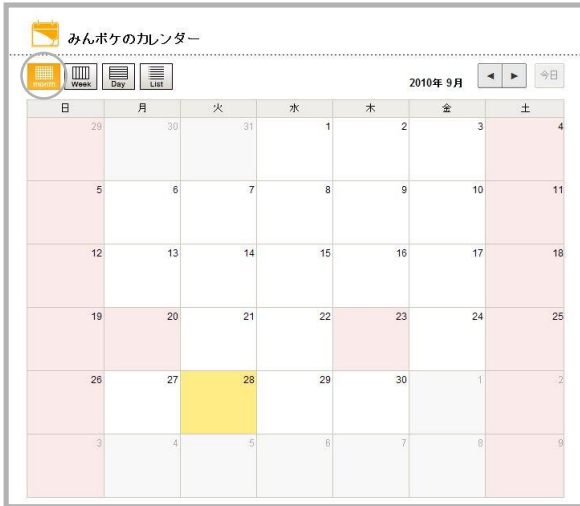 みんポケのカレンダー
month Week Day List 2010年 9月 ◄ ► 今日
日 月 火 水 木 金 土
29 30 31 1 2 3 4
5 6 7 8 9 10 11
12 13 14 15 16 17 18
19 20 21 22 23 24 25
26 27 28 29 30 1 2
3 4 5 6 7 8 9